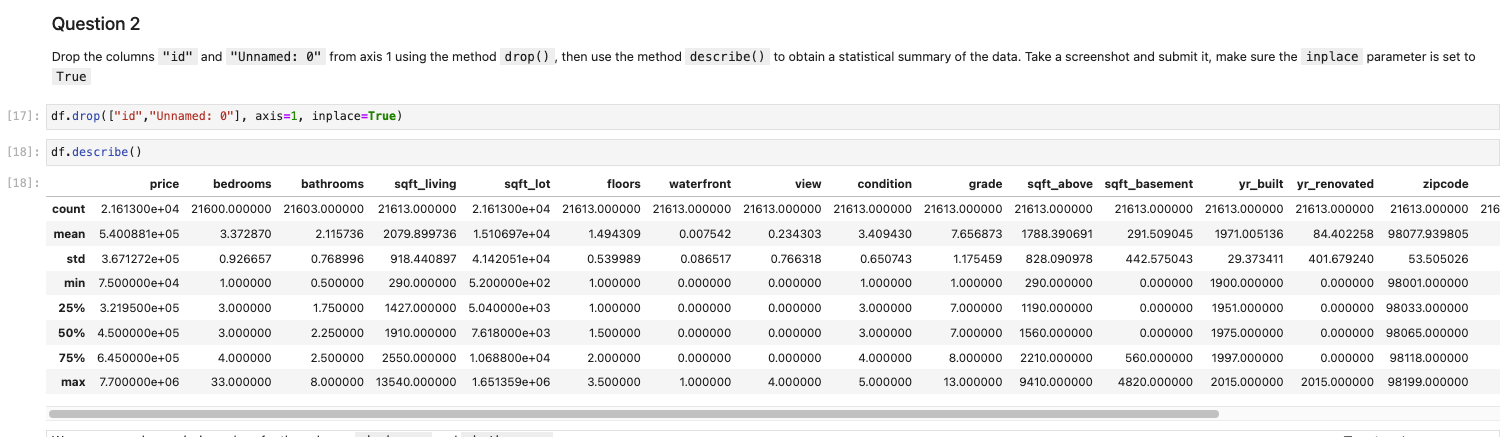 Question 2
Drop the columns "id" and "Unnamed: 0" from axis 1 using the method drop() , then use the method describe() to obtain a statistical summary of the data. Take a screenshot and submit it, make sure the inplace parameter is set to
True
[17]: df.drop(["id","Unnamed: 0"], axis=1, inplace=True)
[18]: df.describe()
[18]: price bedrooms bathrooms sqft_living sqft_lot floors waterfront view condition grade sqft_above sqft_basement yr_built yr_renovated zipcode
count 2.161300e+04 21600.000000 21603.000000 21613.000000 2.161300e+04 21613.000000 21613.000000 21613.000000 21613.000000 21613.000000 21613.000000 21613.000000 21613.000000 21613.000000 21613.000000 216
mean 5.400881e+05 3.372870 2.115736 2079.899736 1.510697e+04 1.494309 0.007542 0.234303 3.409430 7.656873 1788.390691 291.509045 1971.005136 84.402258 98077.939805
std 3.671272e+05 0.926657 0.768996 918.440897 4.142051e+04 0.539989 0.086517 0.766318 0.650743 1.175459 828.090978 442.575043 29.373411 401.679240 53.505026
min 7.500000e+04 1.000000 0.500000 290.000000 5.200000e+02 1.000000 0.000000 0.000000 1.000000 1.000000 290.000000 0.000000 1900.000000 0.000000 98001.000000
25% 3.219500e+05 3.000000 1.750000 1427.000000 5.040000e+03 1.000000 0.000000 0.000000 3.000000 7.000000 1190.000000 0.000000 1951.000000 0.000000 98033.000000
50% 4.500000e+05 3.000000 2.250000 1910.000000 7.618000e+03 1.500000 0.000000 0.000000 3.000000 7.000000 1560.000000 0.000000 1975.000000 0.000000 98065.000000
75% 6.450000e+05 4.000000 2.500000 2550.000000 1.068800e+04 2.000000 0.000000 0.000000 4.000000 8.000000 2210.000000 560.000000 1997.000000 0.000000 98118.000000
max 7.700000e+06 33.000000 8.000000 13540.000000 1.651359e+06 3.500000 1.000000 4.000000 5.000000 13.000000 9410.000000 4820.000000 2015.000000 2015.000000 98199.000000